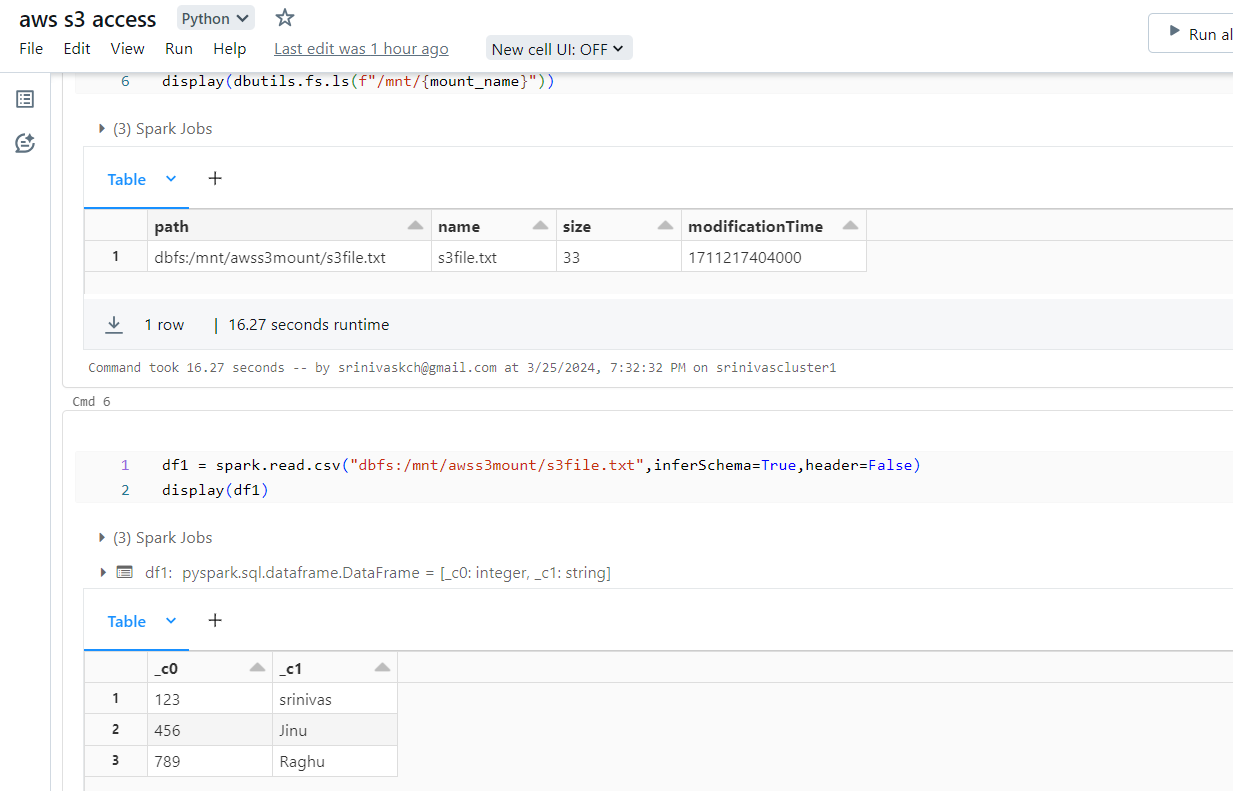 aws s3 access Python
File Edit View Run Help Last edit was 1 hour ago New cell UI: OFF Run al
6 display(dbutils.fs.ls(f"/mnt/{mount_name}"))
(3) Spark Jobs
Table +
path name size modificationTime
1 dbfs:/mnt/awss3mount/s3file.txt s3file.txt 33 1711217404000
1 row | 16.27 seconds runtime
Command took 16.27 seconds -- by srinivaskch@gmail.com at 3/25/2024, 7:32:32 PM on srinivascluster1
Cmd 6
1 df1 = spark.read.csv("dbfs:/mnt/awss3mount/s3file.txt",inferSchema=True,header=False)
2 display(df1)
(3) Spark Jobs
df1: pyspark.sql.dataframe.DataFrame = [_c0: integer, _c1: string]
Table +
_c0 _c1
1 123 srinivas
2 456 Jinu
3 789 Raghu